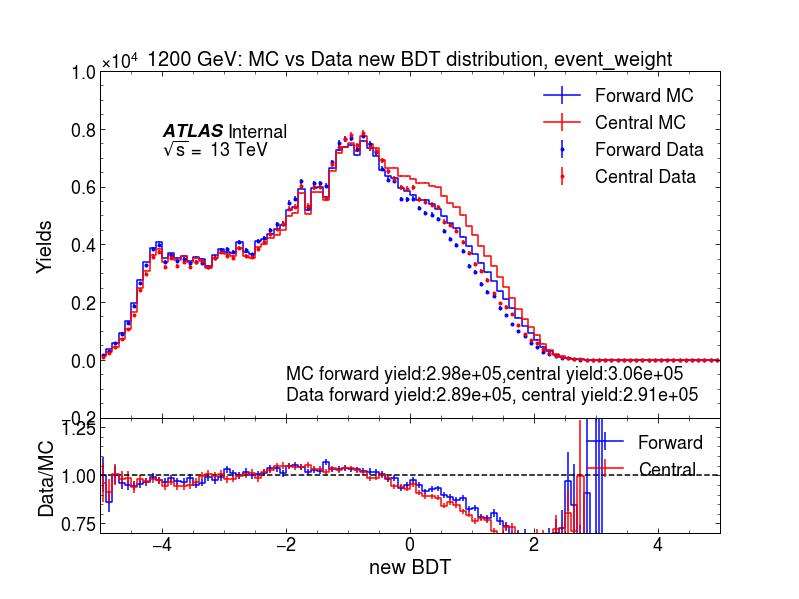 ×10⁴ 1200 GeV: MC vs Data new BDT distribution, event_weight
1.0
0.8
0.6
0.4
0.2
0.0
0.2
Yields
ATLAS Internal
√s = 13 TeV
Forward MC
Central MC
Forward Data
Central Data
MC forward yield:2.98e+05,central yield:3.06e+05
Data forward yield:2.89e+05, central yield:2.91e+05
1.25
1.00
0.75
Data/MC
Forward
Central
−4 −2 0 2 4
new BDT